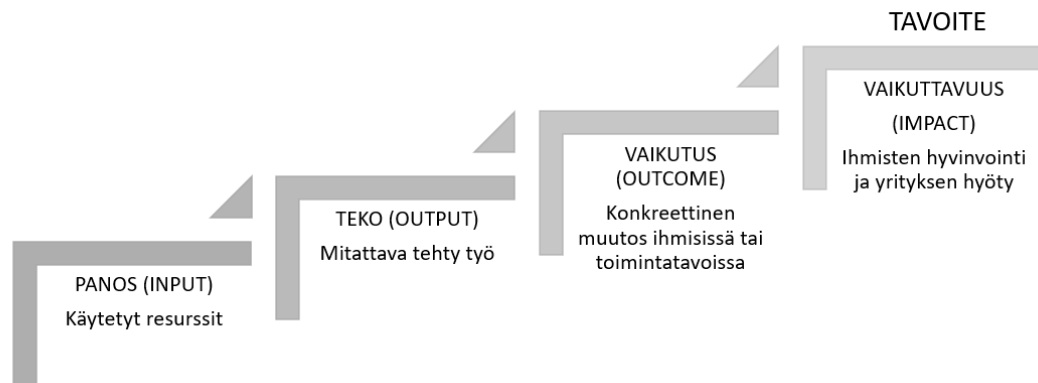 TAVOITE
PANOS (INPUT)
Käytetyt resurssit
TEKO (OUTPUT)
Mitattava tehty työ
VAIKUTUS
(OUTCOME)
Konkreettinen
muutos ihmisissä tai
toimintatavoissa
VAIKUTTAVUUS
(IMPACT)
Ihmisten hyvinvointi
ja yrityksen hyöty